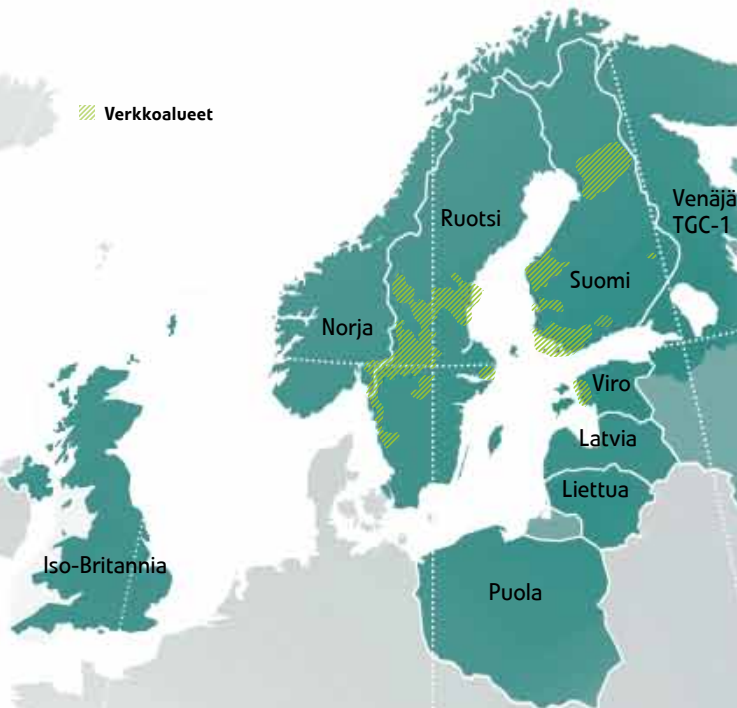 Verkkoalueet
Venäjä
TGC-1
Ruotsi
Suomi
Norja
Viro
Latvia
Liettua
Iso-Britannia
Puola